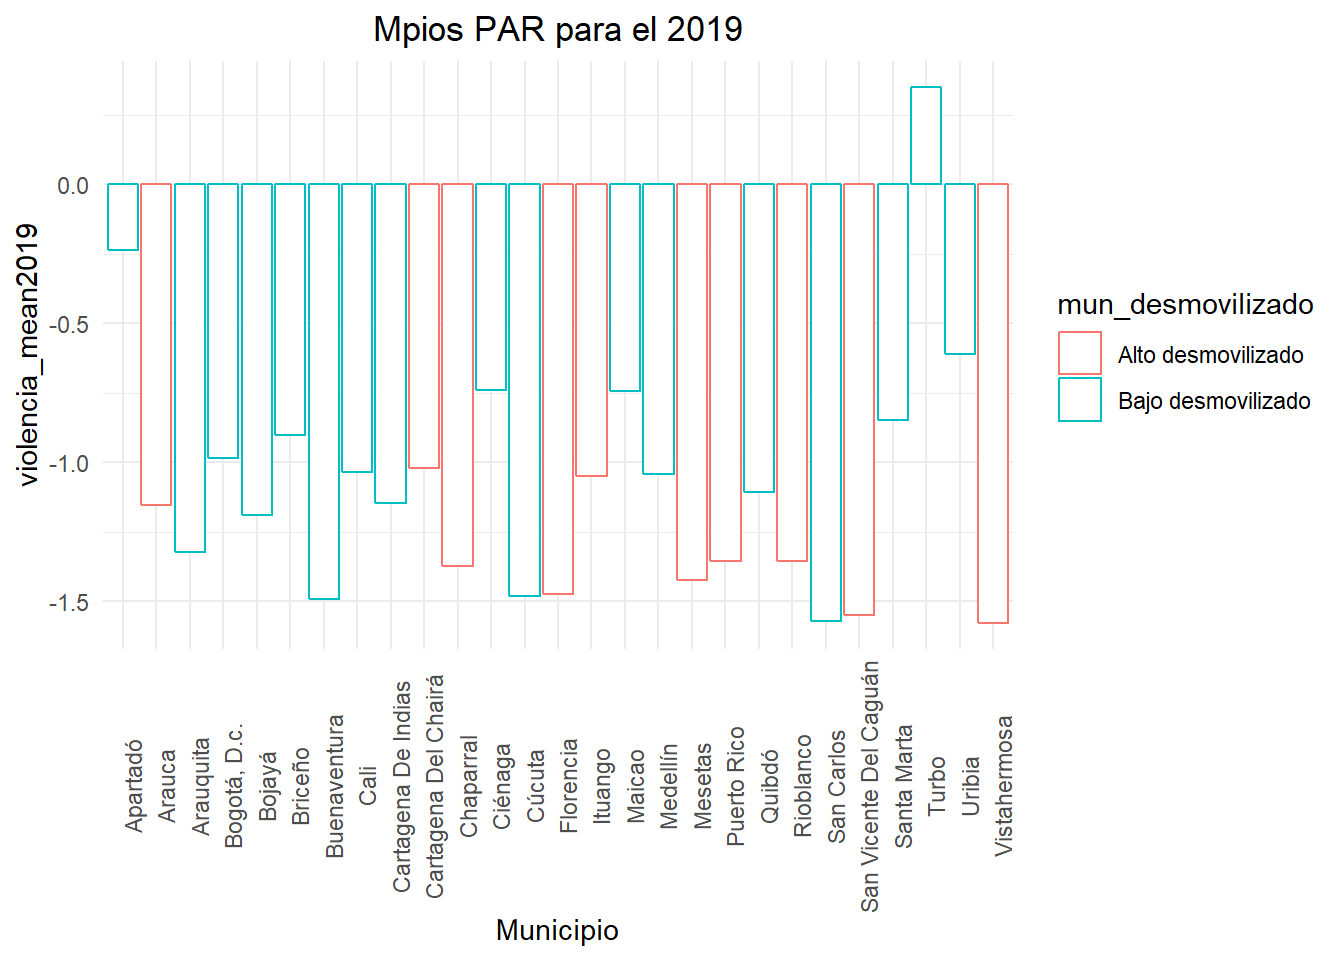 Mpios PAR para el 2019
violencia_mean2019
0.0
-0.5
-1.0
-1.5
Apartadó
Arauca
Arauquita
Bogotá, D.c.
Bojayá
Briceño
Buenaventura
Cali
Cartagena De Indias
Cartagena Del Chairá
Chaparral
Ciénaga
Cúcuta
Florencia
Ituango
Maicao
Medellín
Mesetas
Puerto Rico
Quibdó
Rioblanco
San Carlos
San Vicente Del Caguán
Santa Marta
Turbo
Uribia
Vistahermosa
Municipio
mun_desmovilizado
Alto desmovilizado
Bajo desmovilizado